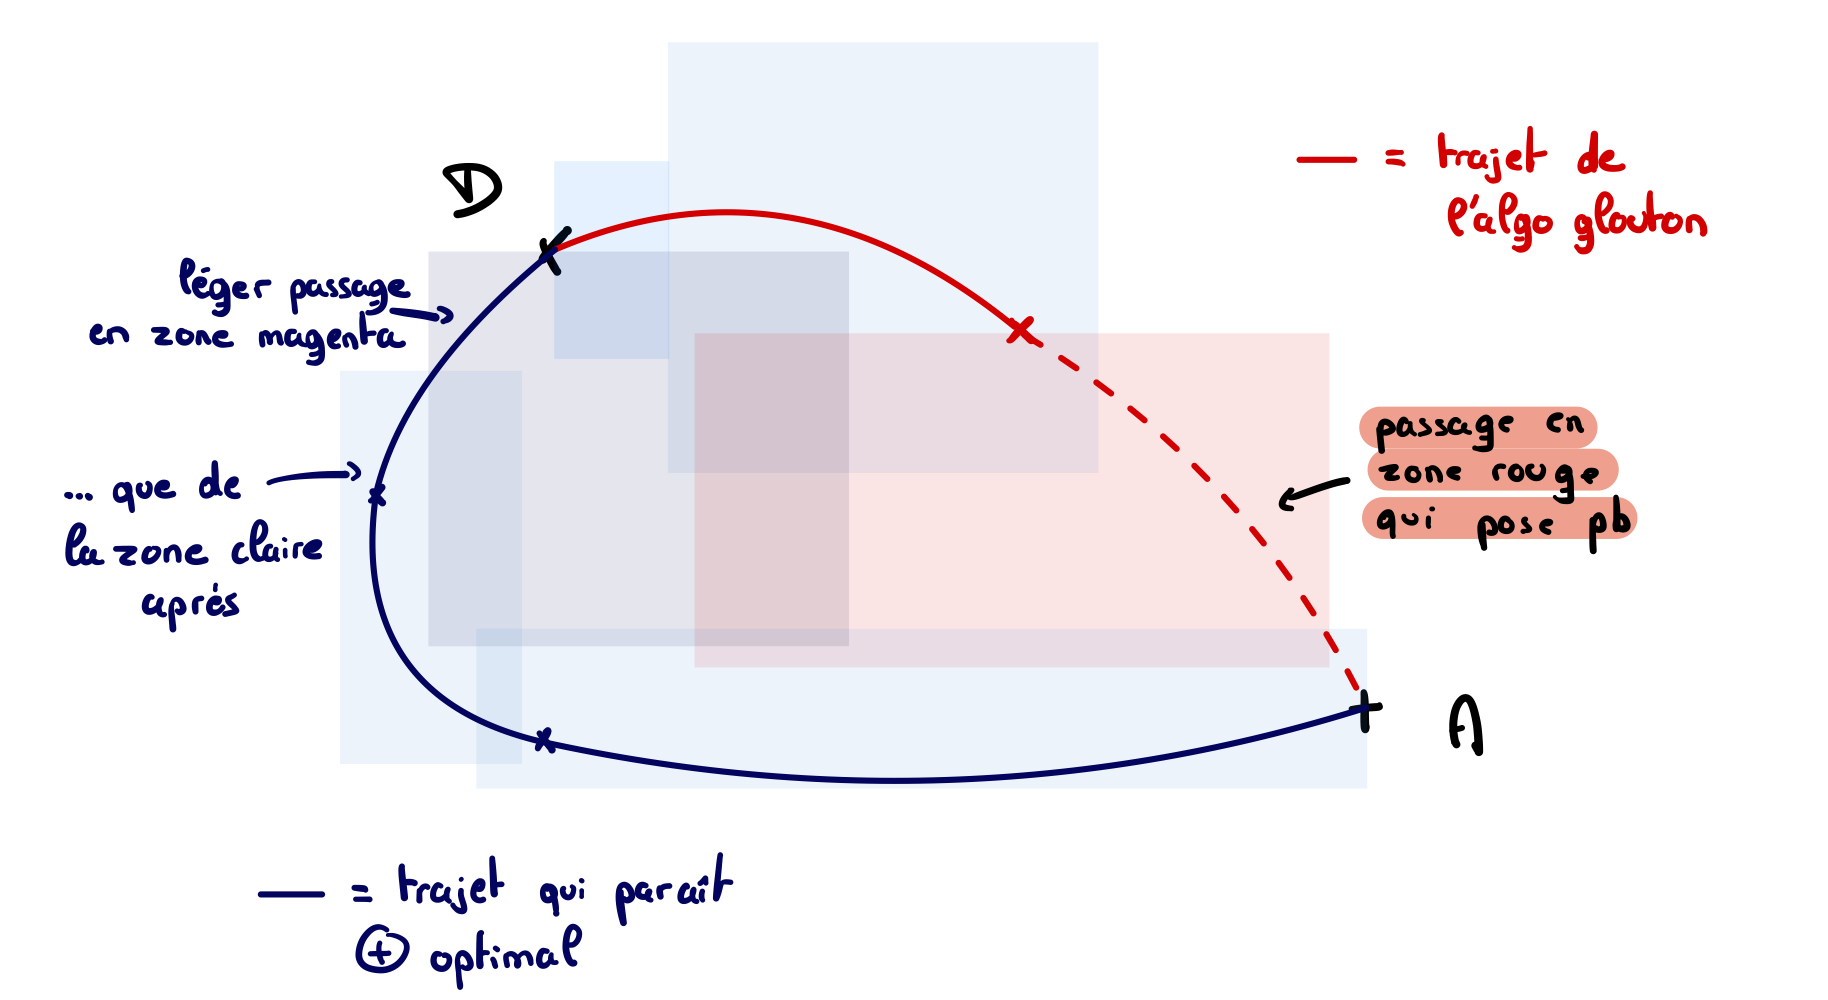 D
— = trajet de
l'algo glouton
léger passage
en zone magenta
... que de
la zone claire
après
passage en
zone rouge
qui pose pb
A
— = trajet qui paraît
⊕ optimal